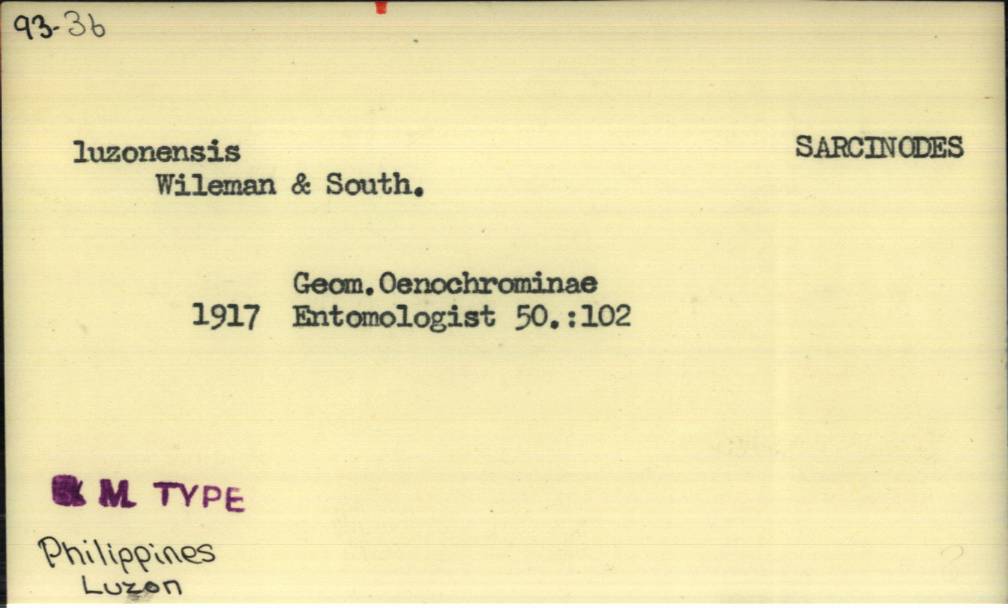 93-36
luzonensis SARCINODES
Wileman & South.
Geom.Oenochrominae
1917 Entomologist 50.:102
M TYPE
Philippines
Luzon